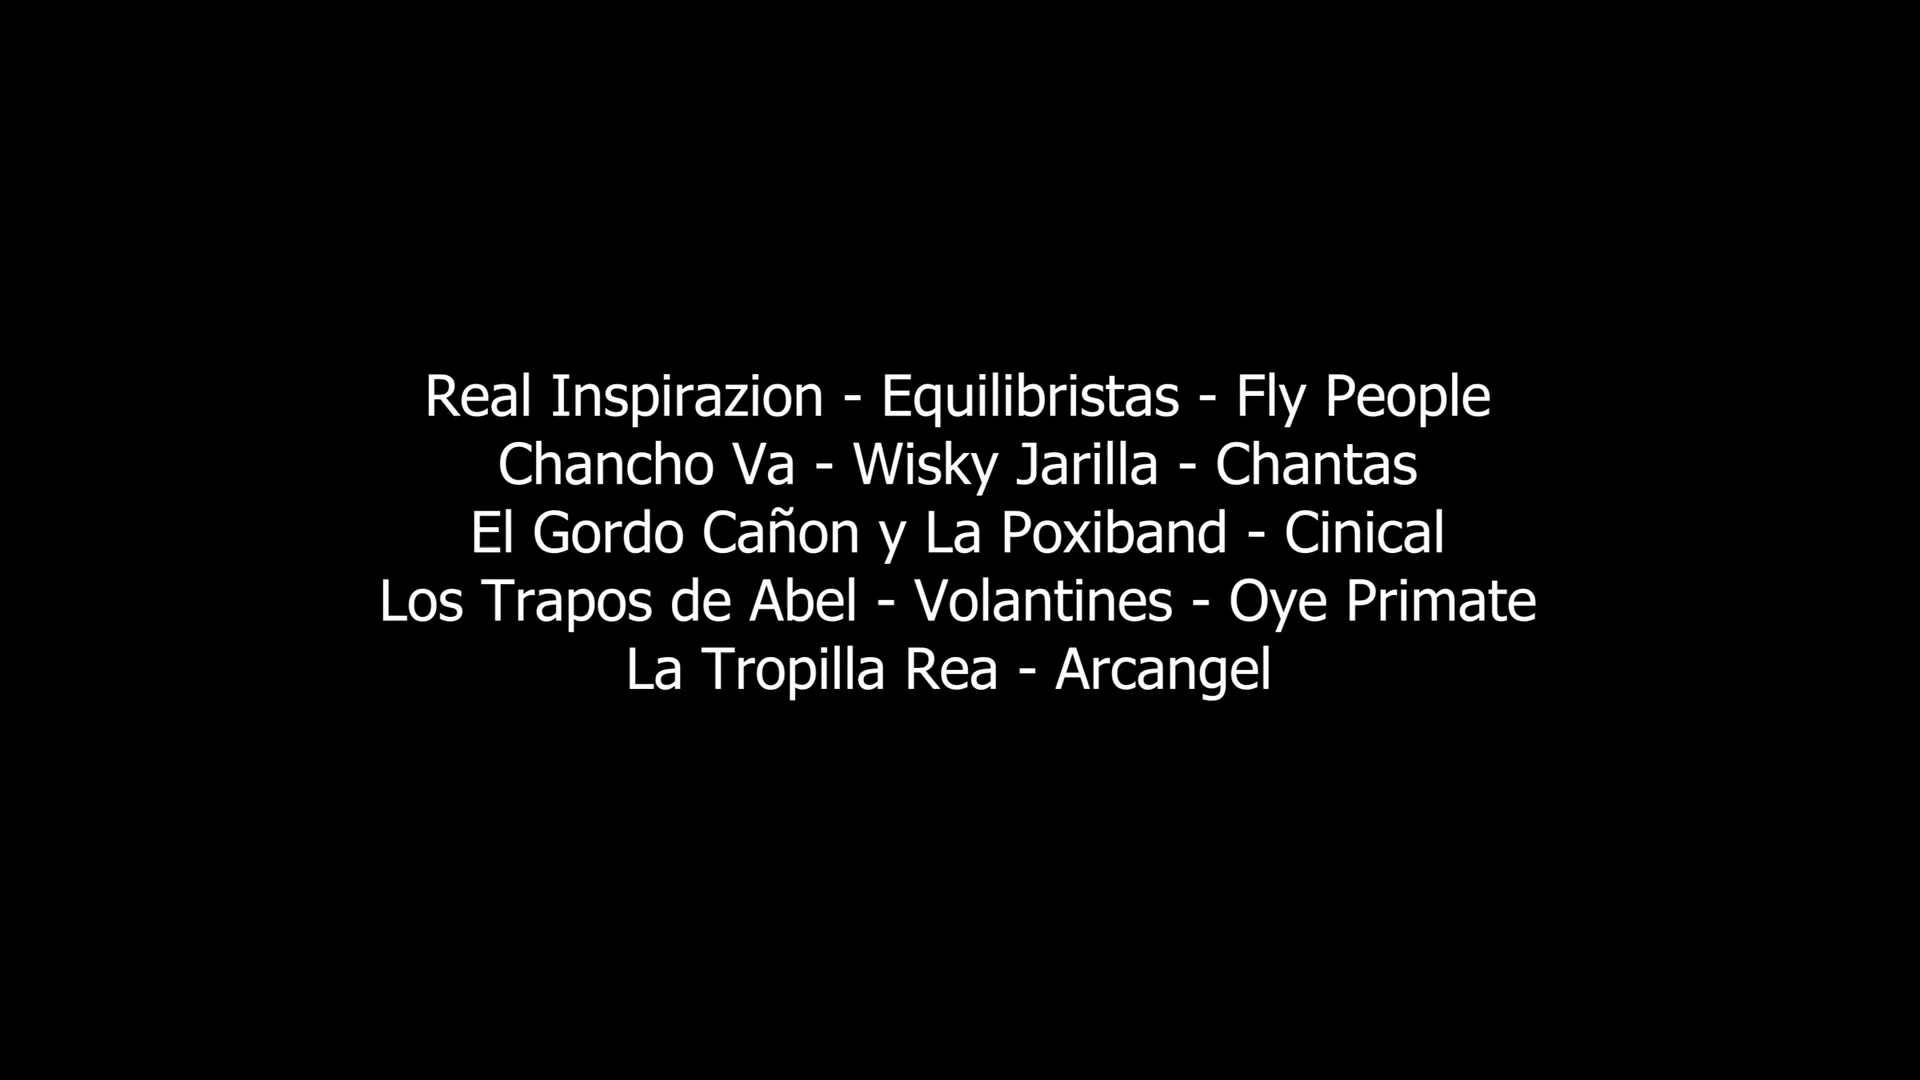 Real Inspirazion - Equilibristas - Fly People
Chancho Va - Wisky Jarilla - Chantas
El Gordo Cañon y La Poxiband - Cinical
Los Trapos de Abel - Volantines - Oye Primate
La Tropilla Rea - Arcangel